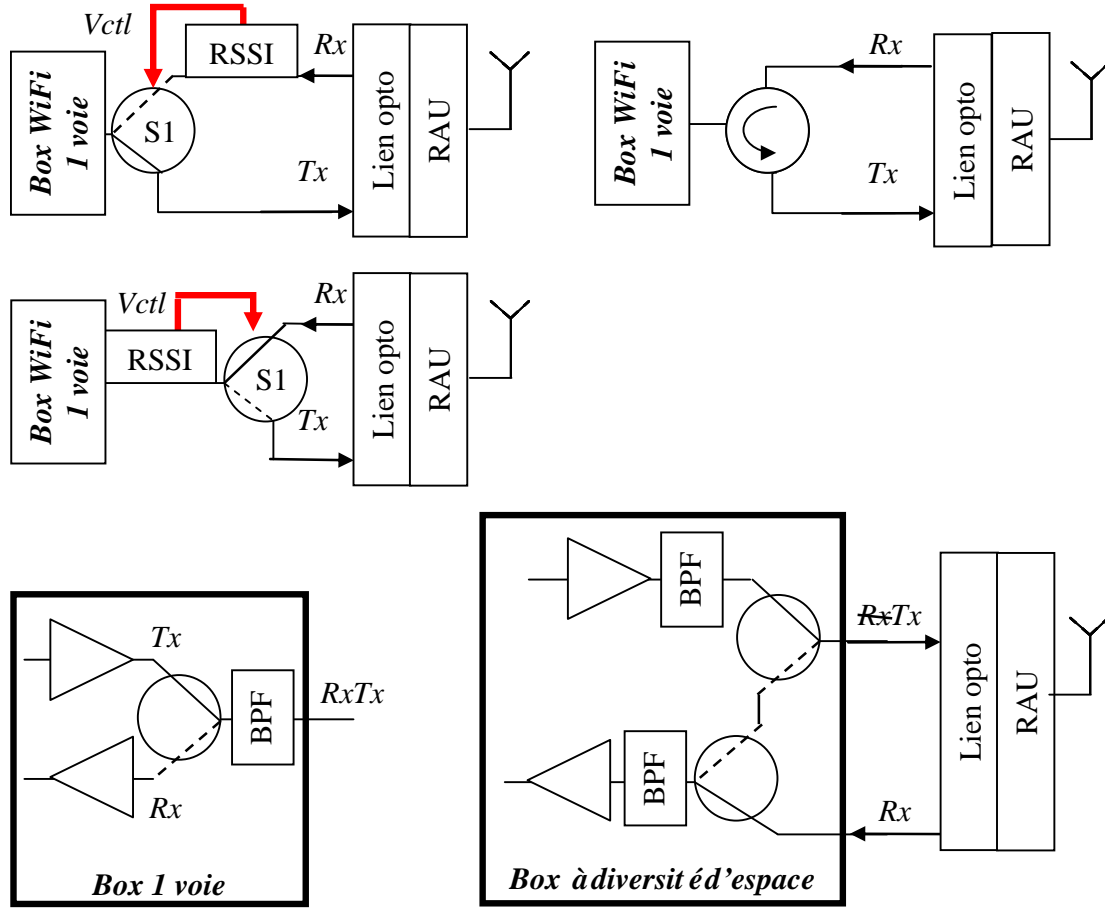 Vctl
RSSI
Rx
Box WiFi
1 voie
S1
Tx
Lien opto
RAU
Rx
Box WiFi
1 voie
Tx
Lien opto
RAU
Vctl
RSSI
Rx
Box WiFi
1 voie
S1
Tx
Lien opto
RAU
BPF
RxTx
Tx
BPF
RxTx
Rx
BPF
Rx
Lien opto
RAU
Box 1 voie
Box à diversit é d'espace